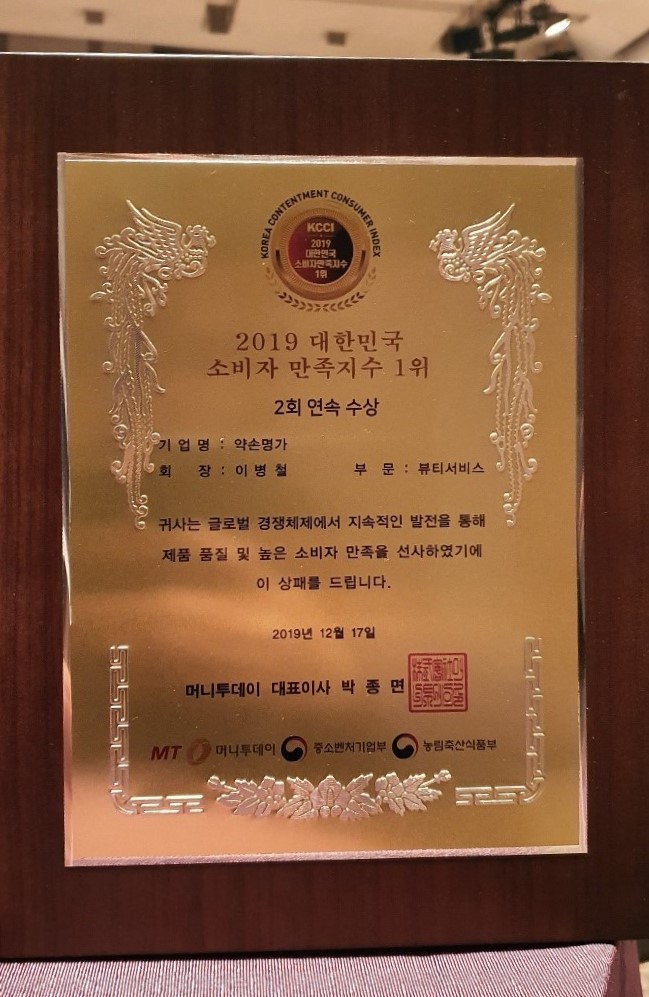 KOREA CONTENTMENT CONSUMER INDEX
KCCI
2019
대한민국
소비자만족지수
1위
2019 대한민국
소비자 만족지수 1위
2회 연속 수상
기업명 : 약손명가
회 장 : 이병철 부 문 : 뷰티서비스
귀사는 글로벌 경쟁체제에서 지속적인 발전을 통해
제품 품질 및 높은 소비자 만족을 선사하였기에
이 상패를 드립니다.
2019년 12월 17일
머니투데이 대표이사 박종면
MT 머니투데이 중소벤처기업부 농림축산식품부